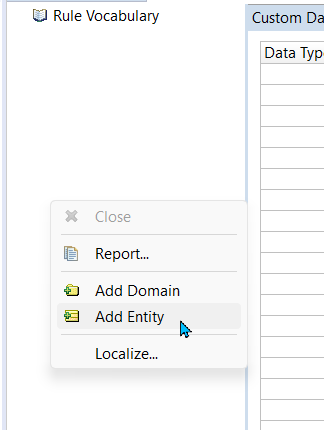 Rule Vocabulary
Custom Da
Data Typ
Close
Report...
Add Domain
Add Entity
Localize...